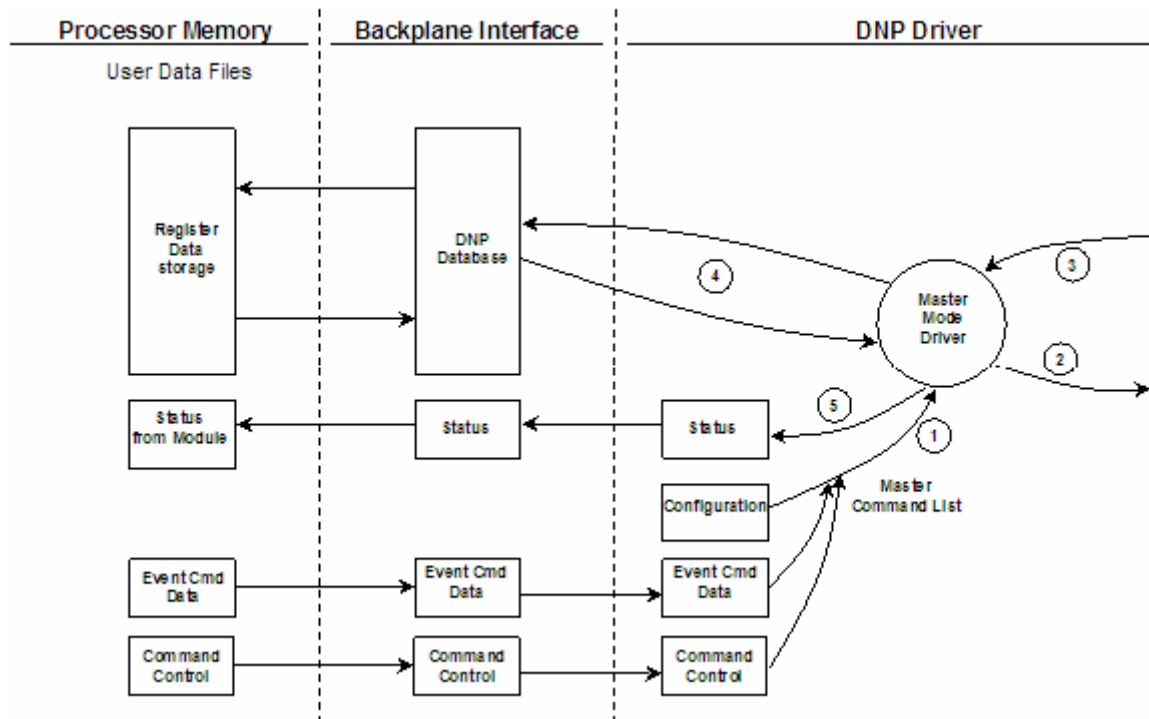 Processor Memory
Backplane Interface
DNP Driver
User Data Files
Register
Data
storage
DNP
Database
4
Master
Mode
Driver
3
2
Status
from Module
Status
Status
5
1
Configuration
Master
Command List
Event Cmd
Data
Event Cmd
Data
Event Cmd
Data
Command
Control
Command
Control
Command
Control